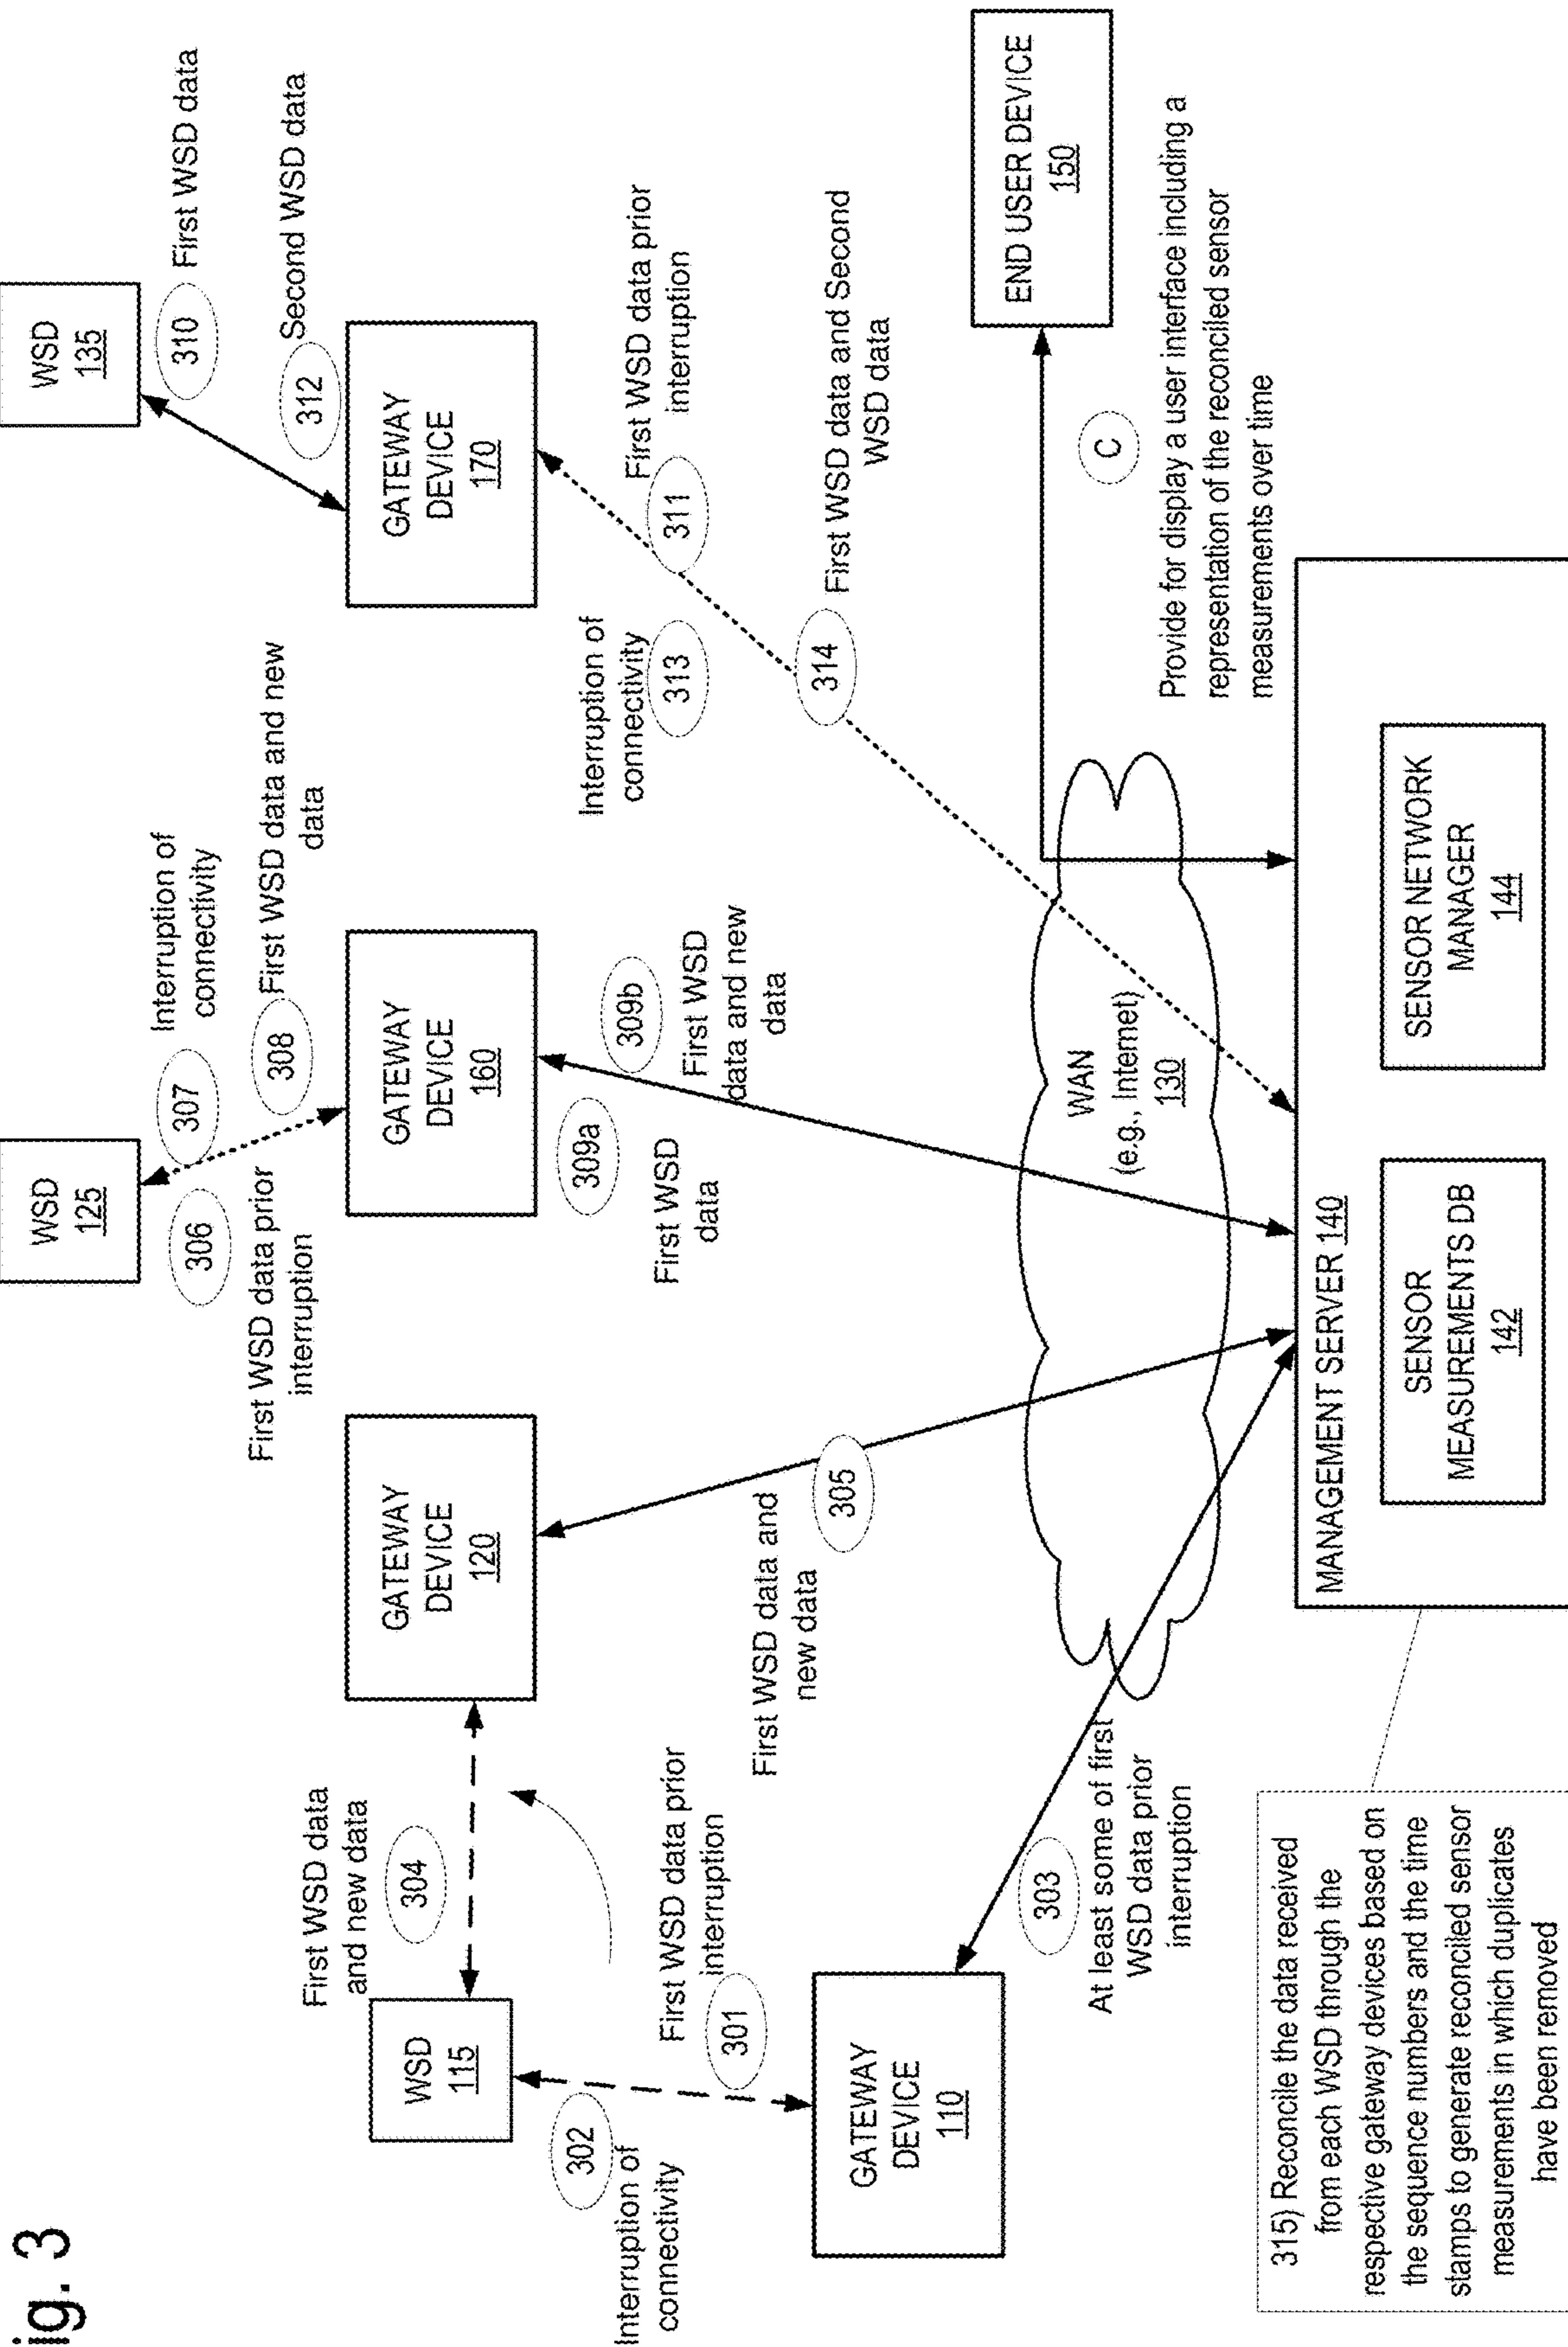 ig. 3
WSD
115
First WSD data
and new data
304
302
Interruption of
connectivity
First WSD data prior
interruption
301
GATEWAY
DEVICE
110
303
At least some of first
WSD data prior
interruption
GATEWAY
DEVICE
120
First WSD data and
new data
305
WSD
125
306
First WSD data prior
interruption
307
Interruption of
connectivity
308
First WSD data and new
data
GATEWAY
DEVICE
160
309a
First WSD
data
309b
First WSD
data and new
data
WSD
135
310
First WSD data
312
Second WSD data
GATEWAY
DEVICE
170
311
First WSD data prior
interruption
Interruption of
connectivity
313
314
First WSD data and Second
WSD data
WAN
(e.g., Internet)
130
END USER DEVICE
150
C
Provide for display a user interface including a
representation of the reconciled sensor
measurements over time
MANAGEMENT SERVER 140
SENSOR
MEASUREMENTS DB
142
SENSOR NETWORK
MANAGER
144
315) Reconcile the data received
from each WSD through the
respective gateway devices based on
the sequence numbers and the time
stamps to generate reconciled sensor
measurements in which duplicates
have been removed